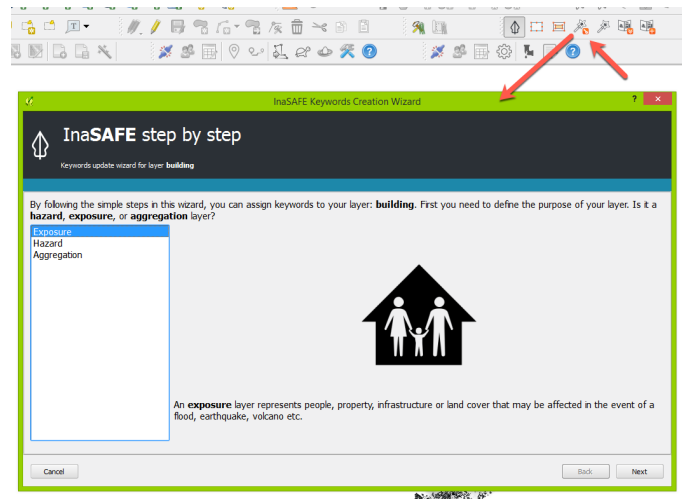 InaSAFE Keywords Creation Wizard
InaSAFE step by step
Keywords update wizard for layer building
By following the simple steps in this wizard, you can assign keywords to your layer: building. First you need to define the purpose of your layer. Is it a
hazard, exposure, or aggregation layer?
Exposure
Hazard
Aggregation
An exposure layer represents people, property, infrastructure or land cover that may be affected in the event of a
flood, earthquake, volcano etc.
Cancel
Back
Next